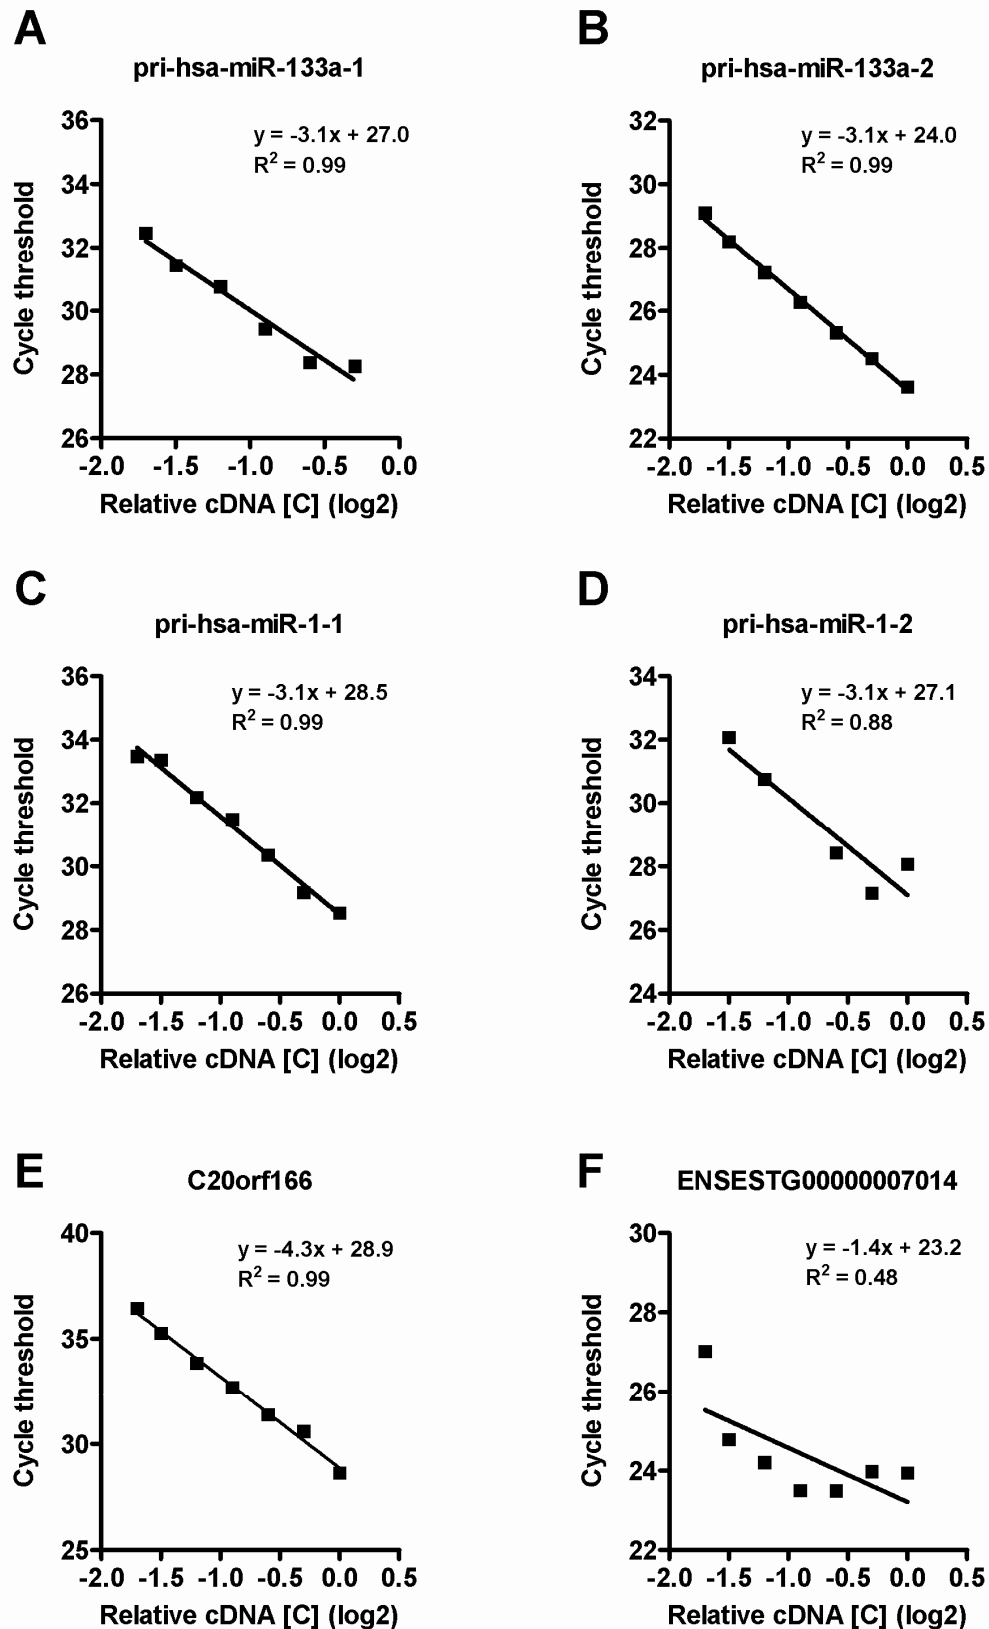 A
pri-hsa-miR-133a-1
y = -3.1x + 27.0
R² = 0.99
Cycle threshold
36
34
32
30
28
26
-2.0 -1.5 -1.0 -0.5 0.0
Relative cDNA [C] (log2)
B
pri-hsa-miR-133a-2
y = -3.1x + 24.0
R² = 0.99
Cycle threshold
32
30
28
26
24
22
-2.0 -1.5 -1.0 -0.5 0.0 0.5
Relative cDNA [C] (log2)
C
pri-hsa-miR-1-1
y = -3.1x + 28.5
R² = 0.99
Cycle threshold
36
34
32
30
28
26
-2.0 -1.5 -1.0 -0.5 0.0 0.5
Relative cDNA [C] (log2)
D
pri-hsa-miR-1-2
y = -3.1x + 27.1
R² = 0.88
Cycle threshold
34
32
30
28
26
24
-2.0 -1.5 -1.0 -0.5 0.0 0.5
Relative cDNA [C] (log2)
E
C20orf166
y = -4.3x + 28.9
R² = 0.99
Cycle threshold
40
35
30
25
-2.0 -1.5 -1.0 -0.5 0.0 0.5
Relative cDNA [C] (log2)
F
ENSESTG00000007014
y = -1.4x + 23.2
R² = 0.48
Cycle threshold
30
28
26
24
22
-2.0 -1.5 -1.0 -0.5 0.0 0.5
Relative cDNA [C] (log2)